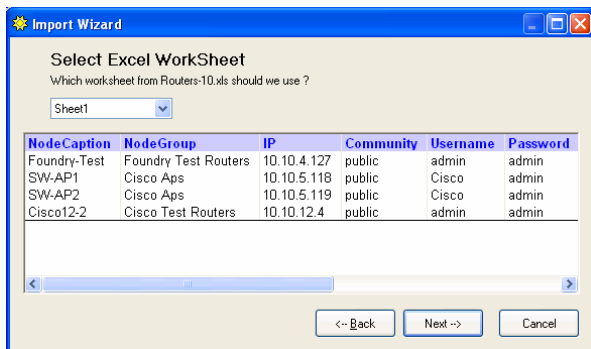 Import Wizard
Select Excel WorkSheet
Which worksheet from Routers-10.xls should we use ?
Sheet1
NodeCaption NodeGroup IP Community Username Password
Foundry-Test Foundry Test Routers 10.10.4.127 public admin admin
SW-AP1 Cisco Aps 10.10.5.118 public Cisco admin
SW-AP2 Cisco Aps 10.10.5.119 public Cisco admin
Cisco12-2 Cisco Test Routers 10.10.12.4 public admin admin
<-- Back Next --> Cancel